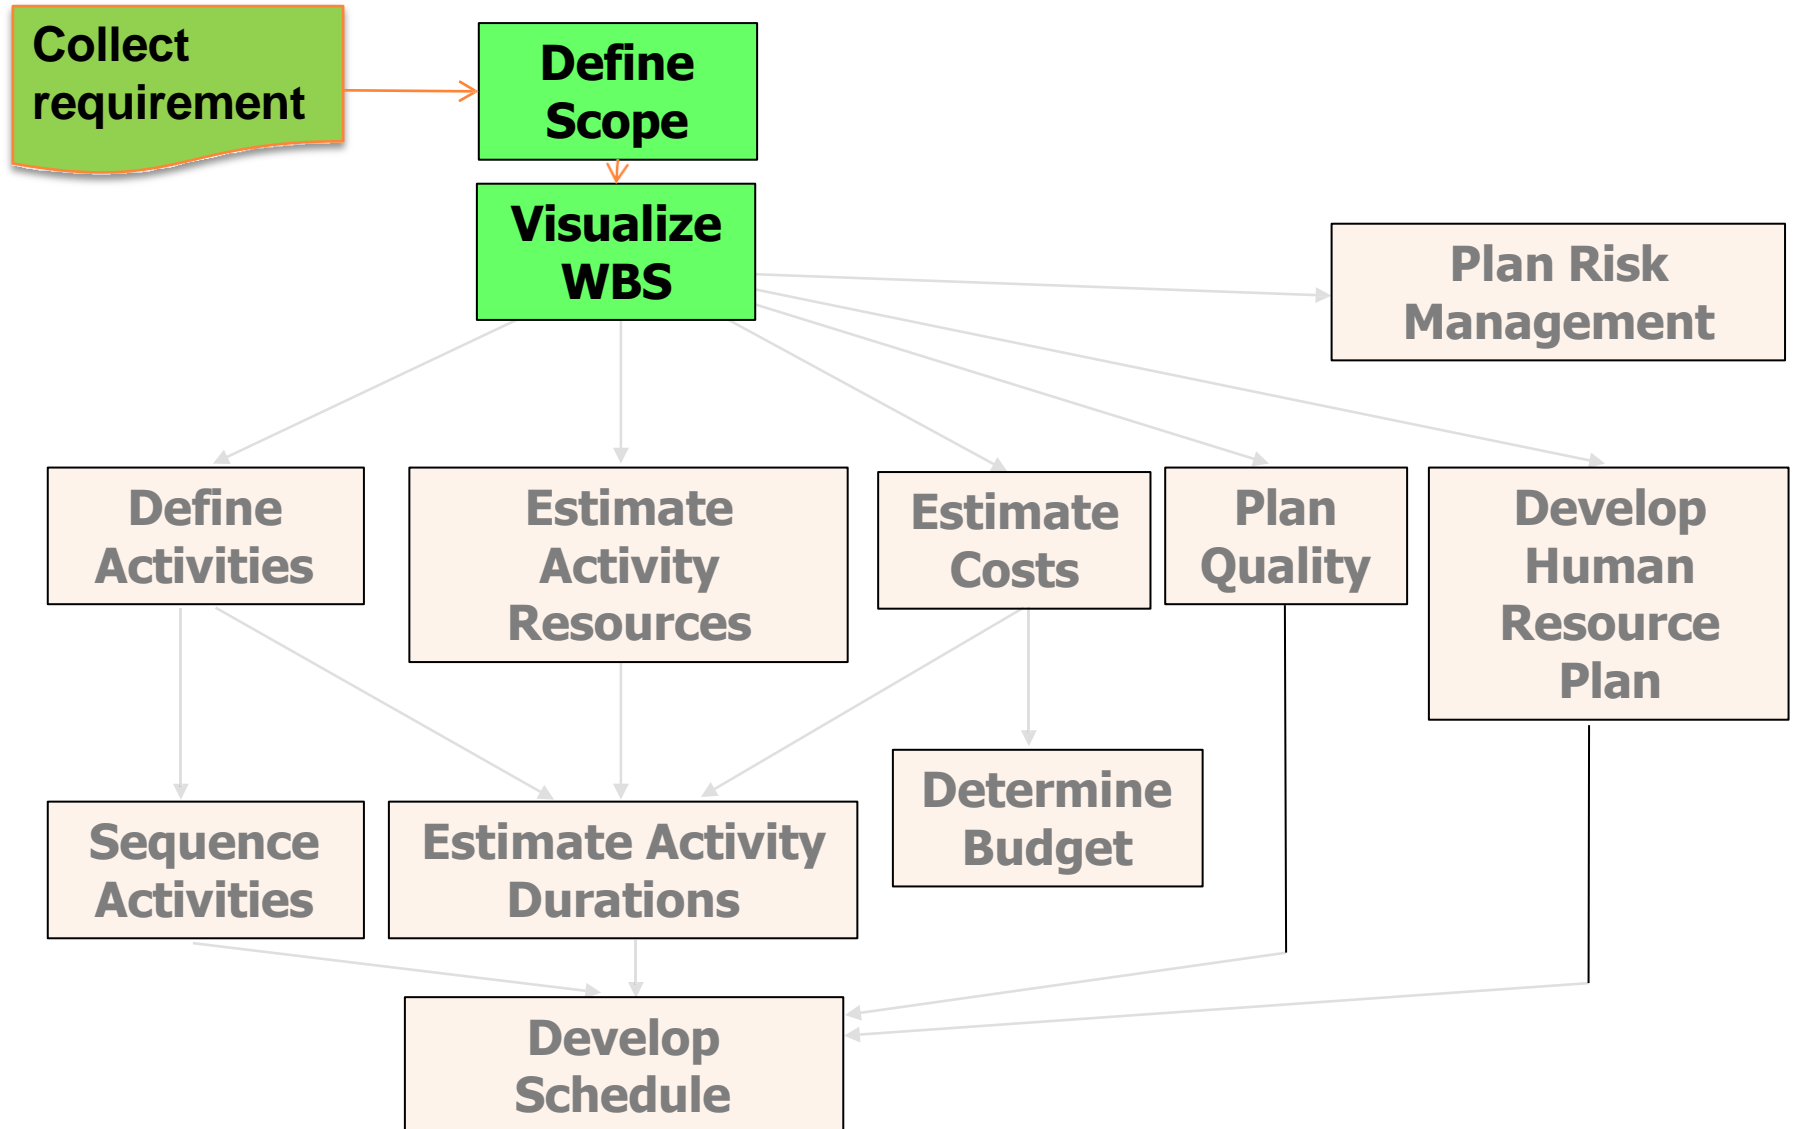 Collect
requirement
Define
Scope
Visualize
WBS
Plan Risk
Management
Define
Activities
Estimate
Activity
Resources
Estimate
Costs
Plan
Quality
Develop
Human
Resource
Plan
Sequence
Activities
Estimate Activity
Durations
Determine
Budget
Develop
Schedule